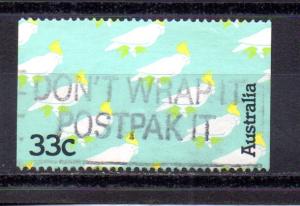 DON'T WRAP IT
POSTPAK IT
33c
Australia